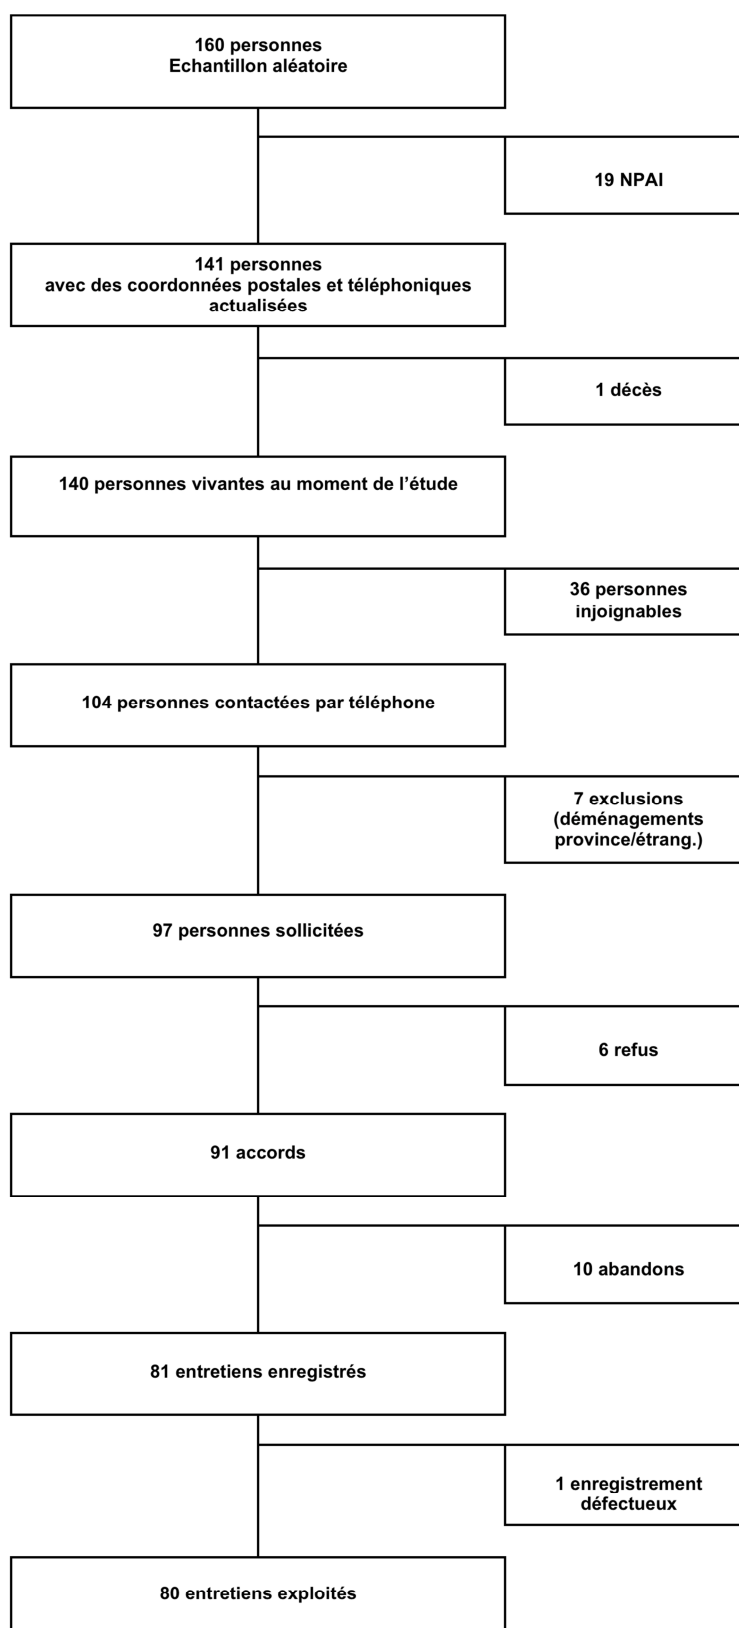 160 personnes
Echantillon aléatoire
19 NPAI
141 personnes
avec des coordonnées postales et téléphoniques
actualisées
1 décès
140 personnes vivantes au moment de l’étude
36 personnes
injoignables
104 personnes contactées par téléphone
7 exclusions
(déménagements
province/étrang.)
97 personnes sollicitées
6 refus
91 accords
10 abandons
81 entretiens enregistrés
1 enregistrement
défectueux
80 entretiens exploités